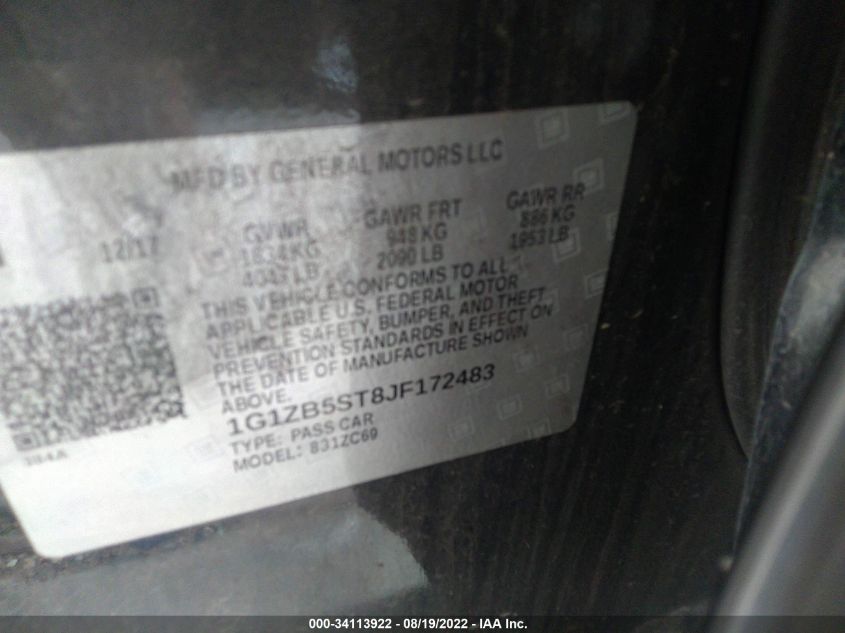 MFD BY GENERAL MOTORS LLC
12/17
GVWR GAWR FRT GAWR RR
948 KG 886 KG
2090 LB 1953 LB
THIS VEHICLE CONFORMS TO ALL
APPLICABLE U.S. FEDERAL MOTOR
VEHICLE SAFETY, BUMPER, AND THEFT
PREVENTION STANDARDS IN EFFECT ON
THE DATE OF MANUFACTURE SHOWN
ABOVE.
1G1ZB5ST8JF172483
TYPE: PASS CAR
MODEL: 831ZC69
000-34113922 - 08/19/2022 - IAA Inc.